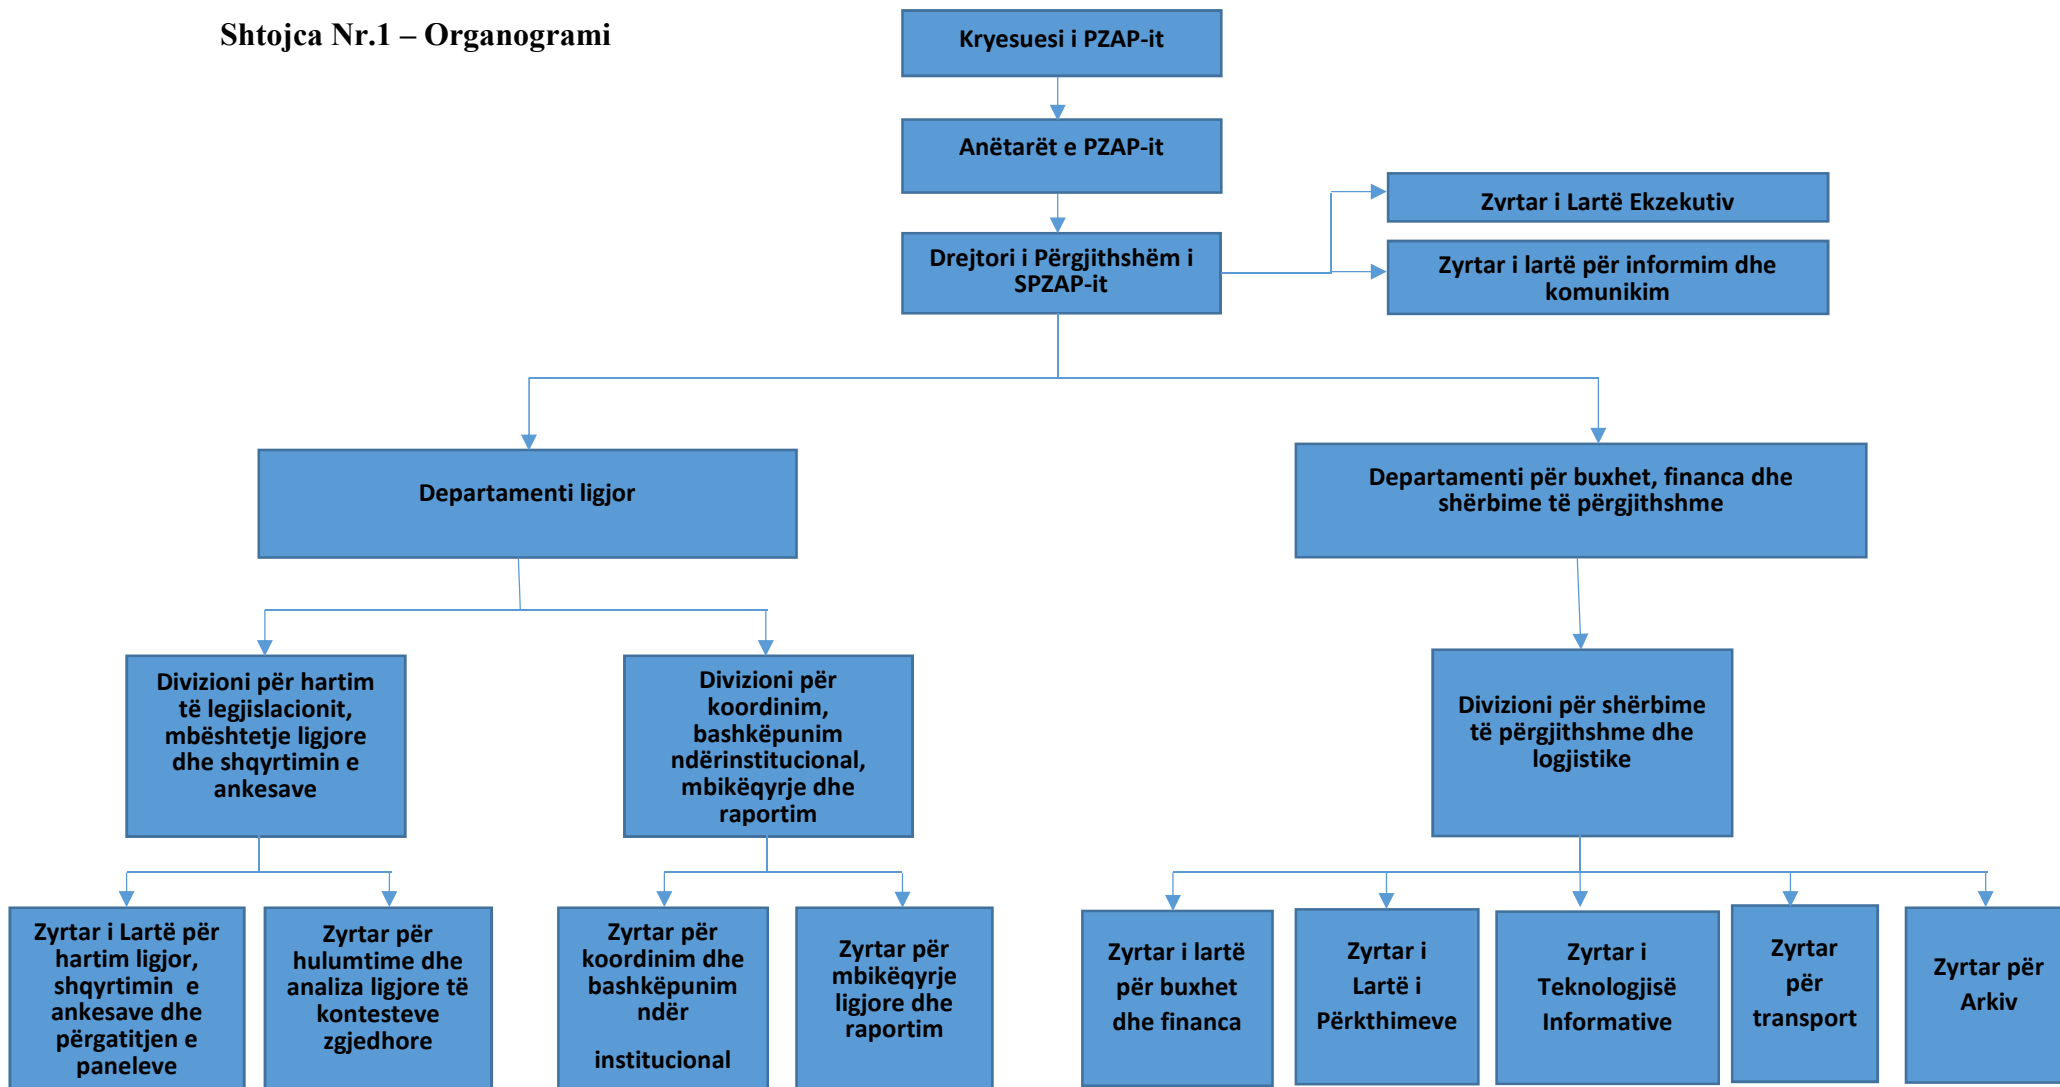 Shtojca Nr.1 – Organogrami
Kryesuesi i PZAP-it
Anëtarët e PZAP-it
Drejtori i Përgjithshëm i
SPZAP-it
Zvrtar i Lartë Ekzekutiv
Zyrtar i lartë për informim dhe
komunikim
Departamenti ligjor
Departamenti për buxhet, financa dhe
shërbime të përgjithshme
Divizioni për hartim
të legjislacionit,
mbështetje ligjore
dhe shqyrtimin e
ankesave
Divizioni për
koordinim,
bashkëpunim
ndërinstitucional,
mbikëqyrje dhe
raportim
Divizioni për shërbime
të përgjithshme dhe
logjistike
Zyrtar i Lartë për
hartim ligjor,
shqyrtimin e
ankesave dhe
përgatitjen e
paneleve
Zyrtar për
hulumtime dhe
analiza ligjore të
kontesteve
zgjedhore
Zyrtar për
koordinim dhe
bashkëpunim
ndër
institucional
Zyrtar për
mbikëqyrje
ligjore dhe
raportim
Zyrtar i lartë
për buxhet
dhe financa
Zyrtar i
Lartë i
Përkthimeve
Zyrtar i
Teknologjisë
Informative
Zyrtar
për
transport
Zyrtar për
Arkiv